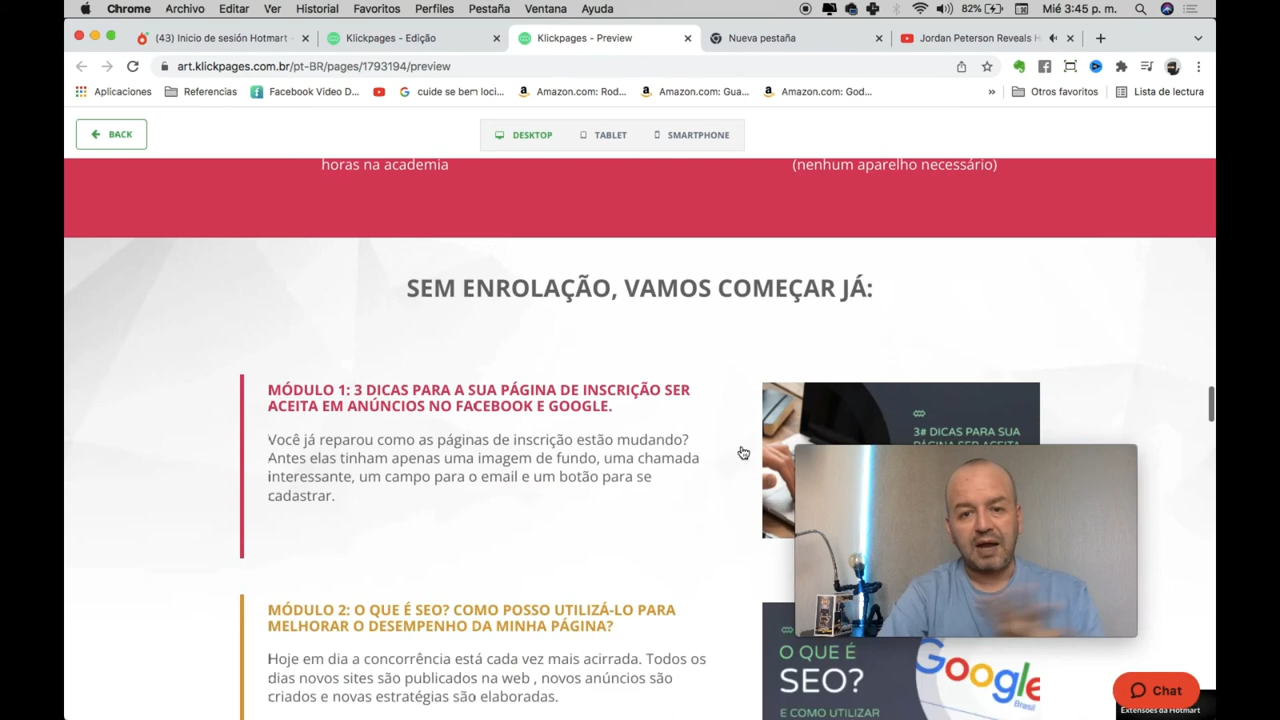 Chrome Archivo Editar Ver Historial Favoritos Perfiles Pestaña Ventana Ayuda 82% Mié 3:45 p. m.
(43) Inicio de sesión Hotmart Klickpages - Edição Klickpages - Preview Nueva pestaña Jordan Peterson Reveals H
art.klickpages.com.br/pt-BR/pages/1793194/preview
Aplicaciones Referencias Facebook Video D... cuide se bem loci... Amazon.com: Rod... Amazon.com: Gua... Amazon.com: God... » Otros favoritos Lista de lectura
BACK DESKTOP TABLET SMARTPHONE
horas na academia (nenhum aparelho necessário)
SEM ENROLAÇÃO, VAMOS COMEÇAR JÁ:
MÓDULO 1: 3 DICAS PARA A SUA PÁGINA DE INSCRIÇÃO SER
ACEITA EM ANÚNCIOS NO FACEBOOK E GOOGLE.
Você já reparou como as páginas de inscrição estão mudando?
Antes elas tinham apenas uma imagem de fundo, uma chamada
interessante, um campo para o email e um botão para se
cadastrar.
3# DICAS PARA SUA
PÁGINA SER ACEITA
MÓDULO 2: O QUE É SEO? COMO POSSO UTILIZÁ-LO PARA
MELHORAR O DESEMPENHO DA MINHA PÁGINA?
Hoje em dia a concorrência está cada vez mais acirrada. Todos os
dias novos sites são publicados na web , novos anúncios são
criados e novas estratégias são elaboradas.
O QUE É
SEO?
E COMO UTILIZAR
Google
Brasil
Chat
Extensões da Hotmart